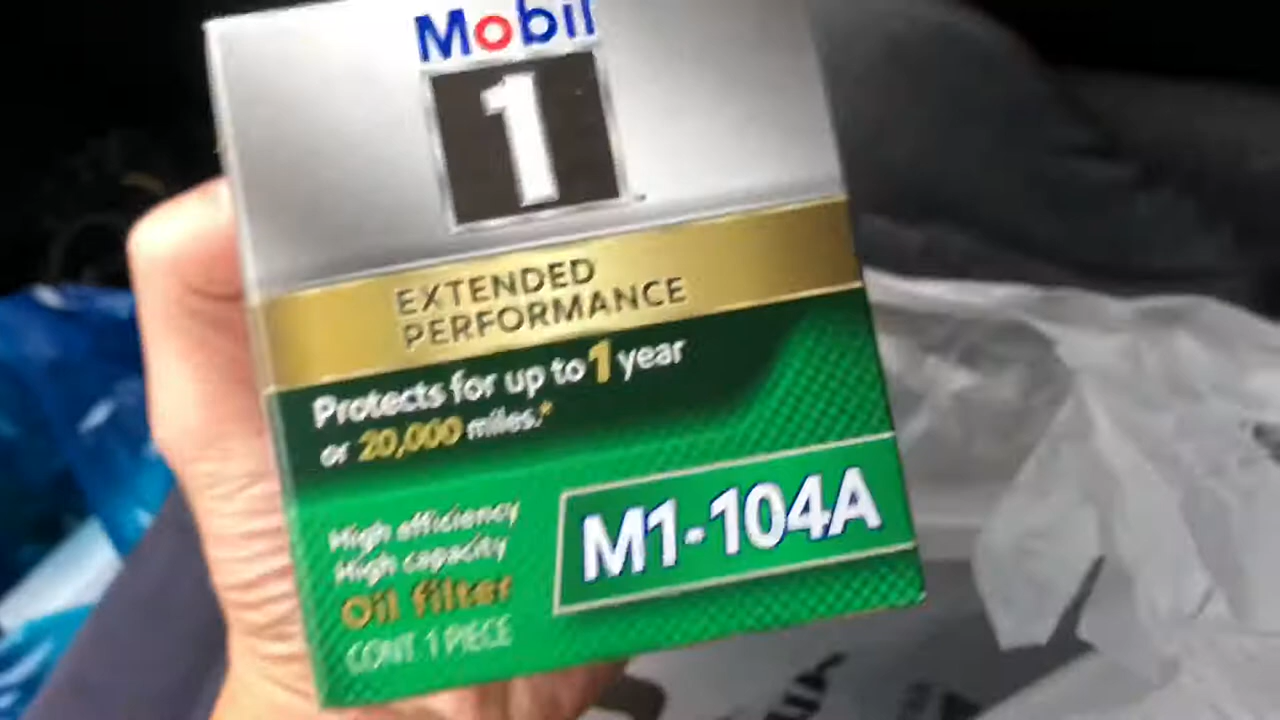 Mobil
1
EXTENDED
PERFORMANCE
Protects for up to 1 year
or 20,000 miles.*
High efficiency
High capacity
Oil filter
CONT. 1 PIECE
M1-104A